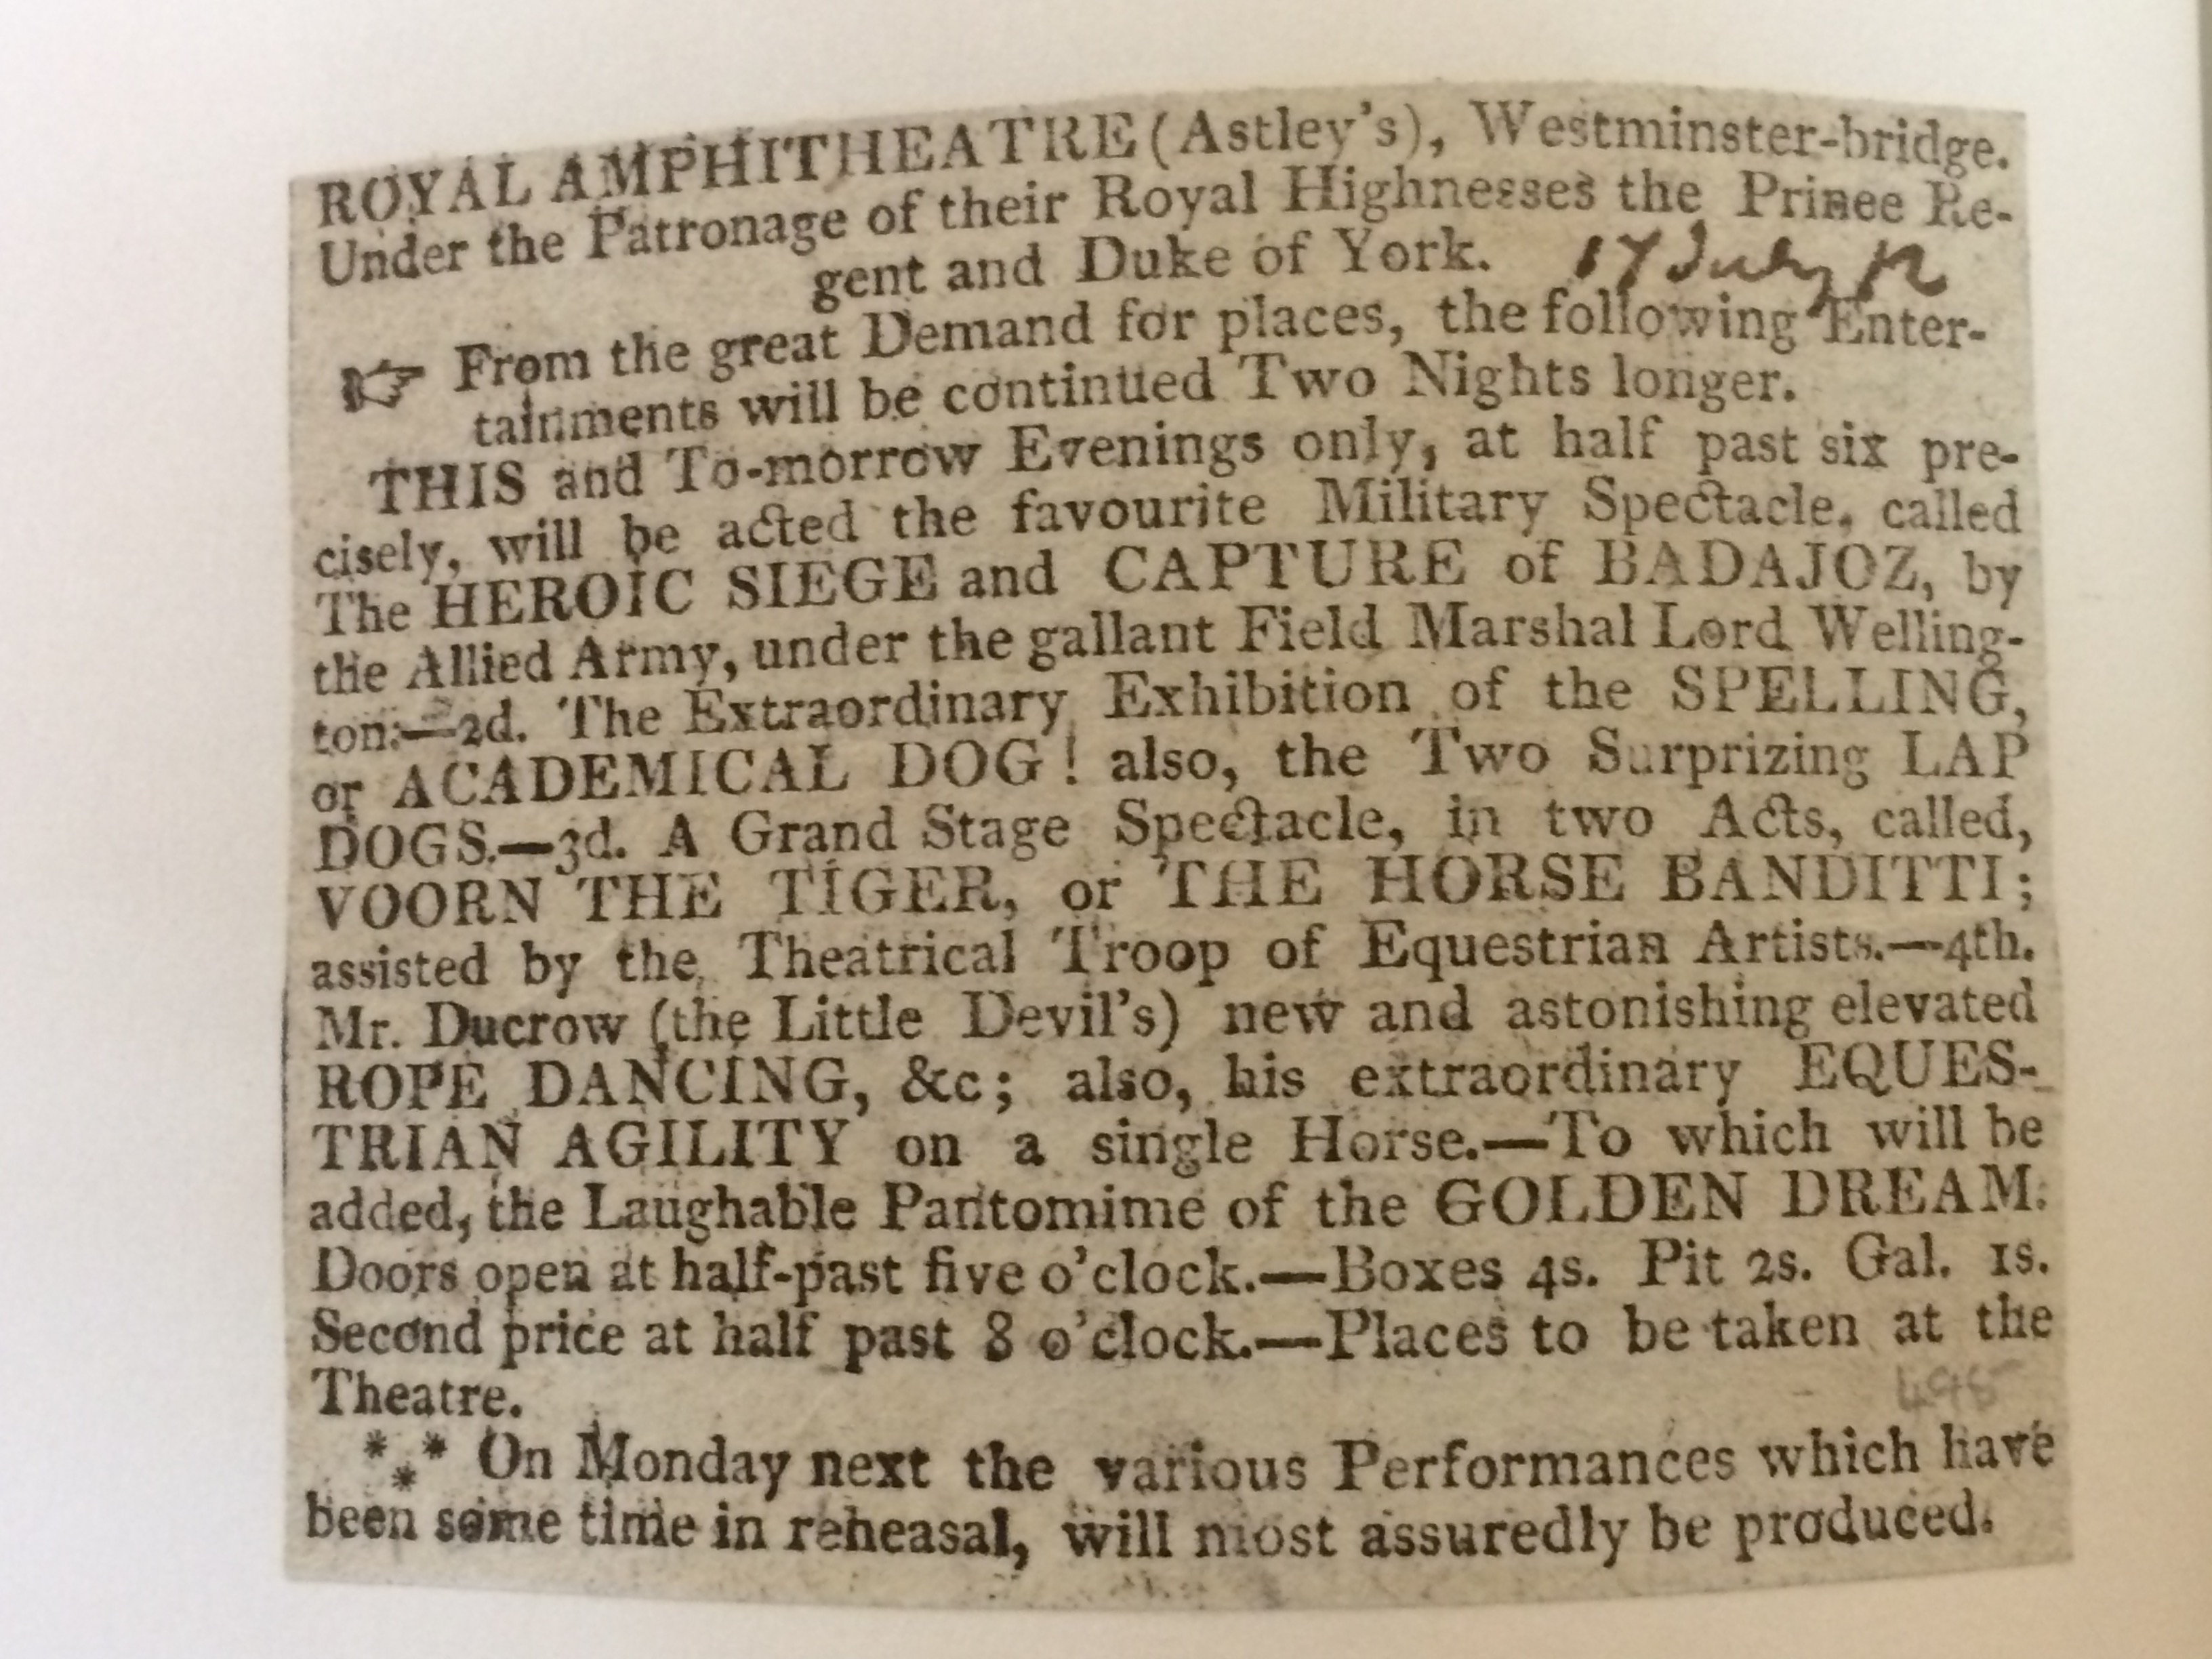 ROYAL AMPHITHEATRE (Astley's), Westminster-bridge.
Under the Patronage of their Royal Highnesses the Prince Re-
gent and Duke of York. 17 July 12
☞ From the great Demand for places, the following Enter-
tainments will be continued Two Nights longer.
THIS and To-morrow Evenings only, at half past six pre-
cisely, will be acted the favourite Military Spectacle, called
The HEROIC SIEGE and CAPTURE of BADAJOZ, by
the Allied Army, under the gallant Field Marshal Lord Welling-
ton:—2d. The Extraordinary Exhibition of the SPELLING,
or ACADEMICAL DOG! also, the Two Surprizing LAP
DOGS.—3d. A Grand Stage Spectacle, in two Acts, called,
VOORN THE TIGER, or THE HORSE BANDITTI;
assisted by the Theatrical Troop of Equestrian Artists.—4th.
Mr. Ducrow (the Little Devil's) new and astonishing elevated
ROPE DANCING, &c; also, his extraordinary EQUES-
TRIAN AGILITY on a single Horse.—To which will be
added, the Laughable Pantomime of the GOLDEN DREAM.
Doors open at half-past five o'clock.—Boxes 4s. Pit 2s. Gal. 1s.
Second price at half past 8 o'clock.—Places to be taken at the
Theatre.
*** On Monday next the various Performances which have
been some time in reheasal, will most assuredly be produced.